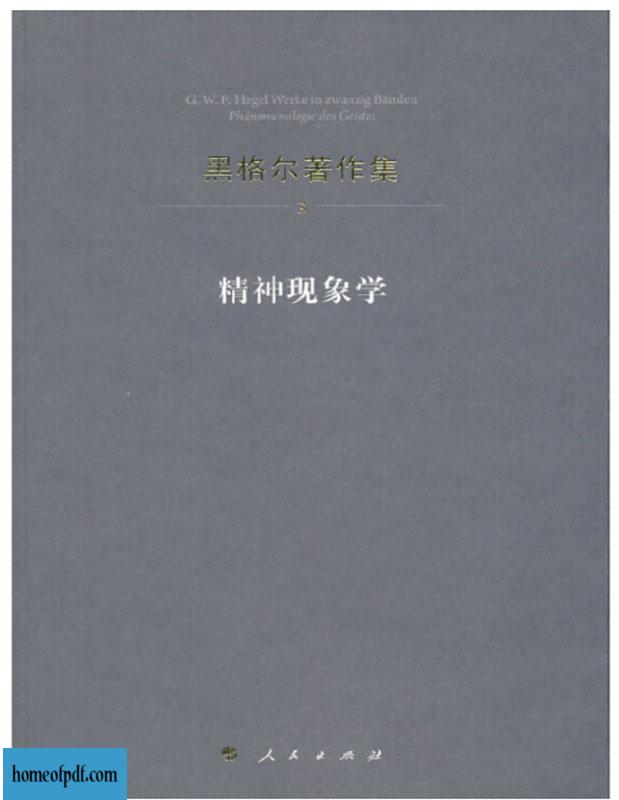 G. W. F. Hegel Werke in zwanzig Bänden
Phänomenologie des Geistes
黑格尔著作集
3
精神现象学
人民出版社
homeofpdf.com